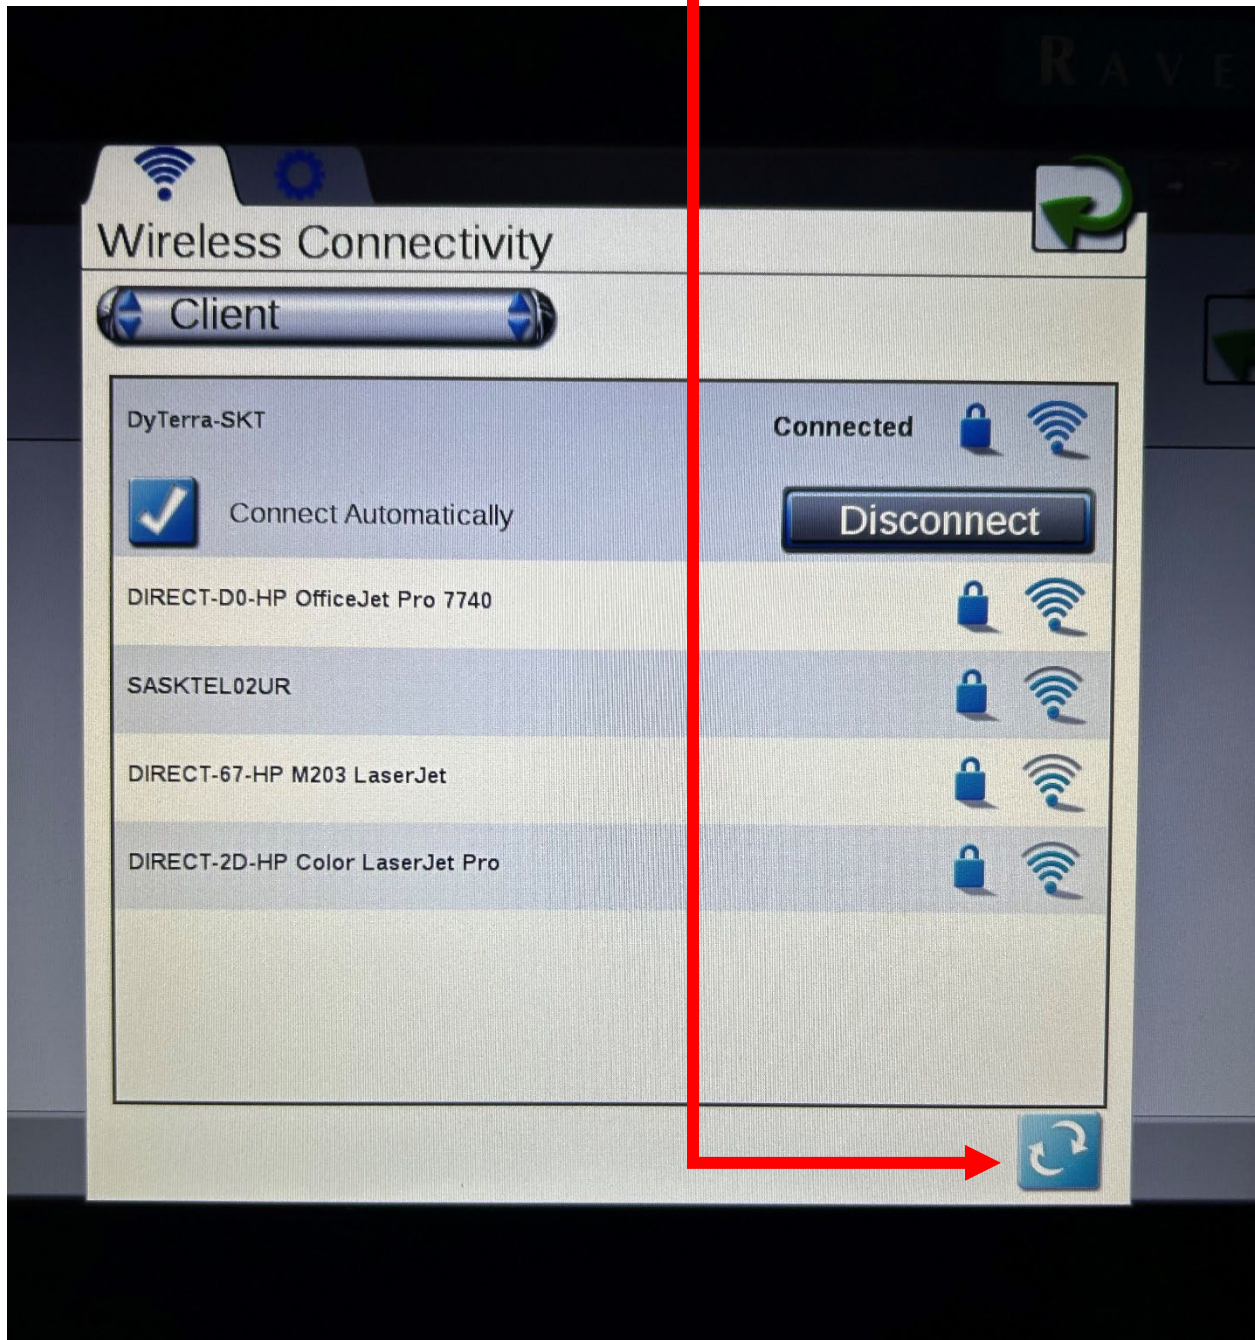 RAVE
Wireless Connectivity
Client
DyTerra-SKT Connected
Connect Automatically Disconnect
DIRECT-D0-HP OfficeJet Pro 7740
SASKTEL02UR
DIRECT-67-HP M203 LaserJet
DIRECT-2D-HP Color LaserJet Pro